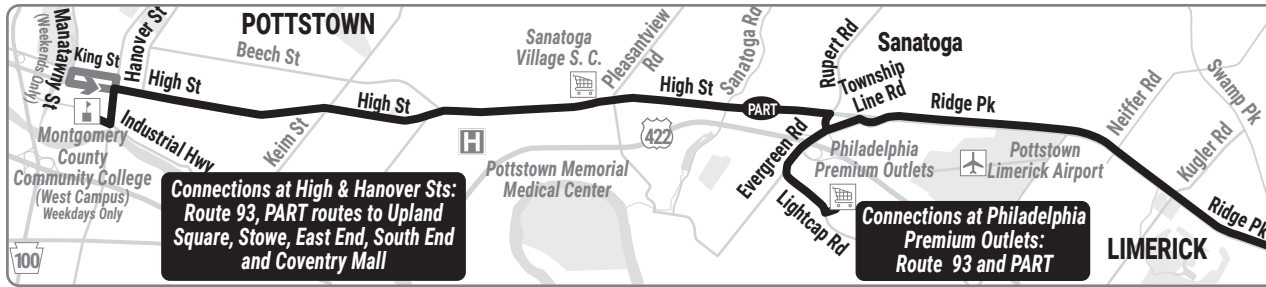 POTTSTOWN
Manatawny St
(Weekends Only)
King St
Hanover St
Beech St
High St
High St
High St
Sanatoga
Village S. C.
Pleasantview
Rd
Sanatoga Rd
Rupert Rd
Sanatoga
Township
Line Rd
Ridge Pk
Neiffer Rd
Swamp Pk
Kugler Rd
PART
422
Industrial Hwy
Keim St
H
Montgomery
County
Community College
(West Campus)
Weekdays Only
Pottstown Memorial
Medical Center
Evergreen Rd
Lightcap Rd
Philadelphia
Premium Outlets
Pottstown
Limerick Airport
Connections at High & Hanover Sts:
Route 93, PART routes to Upland
Square, Stowe, East End, South End
and Coventry Mall
Connections at Philadelphia
Premium Outlets:
Route 93 and PART
LIMERICK
Ridge Pk
100